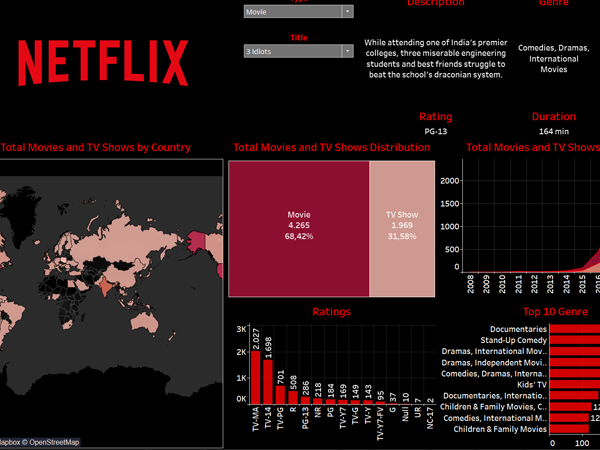 Description
Genre
Movie
NETFLIX
Title
3 Idiots
While attending one of India's premier
colleges, three miserable engineering
students and best friends struggle to
beat the school's draconian system.
Comedies, Dramas,
International
Movies
Rating
Duration
PG-13
164 min
Total Movies and TV Shows by Country
Total Movies and TV Shows Distribution
Total Movies and TV Shows
Movie
4.265
68,42%
TV Show
1.969
31,58%
2000
1500
1000
500
0
2008
2009
2010
2011
2012
2013
2014
2015
2016
Mapbox © OpenStreetMap
Ratings
3K
2K
1K
0K
2.027
1.698
701
508
286
218
184
169
149
143
95
37
10
7
2
TV-MA
TV-14
TV-PG
R
PG-13
NR
PG
TV-Y7
TV-G
TV-Y
TV-Y7-FV
G
Null
UR
NC-17
Top 10 Genre
Documentaries
Stand-Up Comedy
Dramas, International Mov..
Dramas, Independent Movi..
Comedies, Dramas, Interna..
Kids' TV
Documentaries, Internatio..
Children & Family Movies, C..
Comedies, International M..
Children & Family Movies
0
100